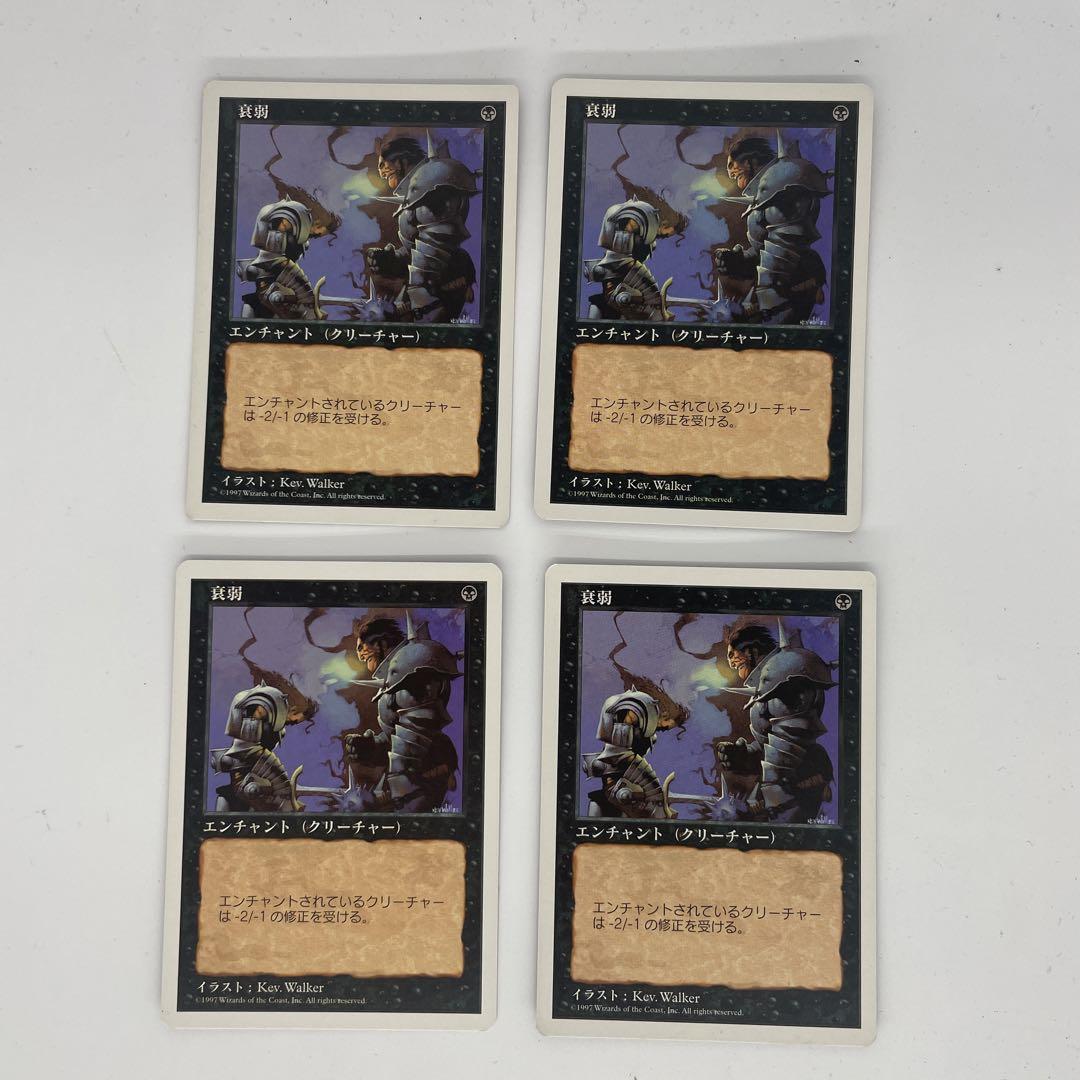 衰弱
エンチャント (クリーチャー)
エンチャントされているクリーチャー
は -2/-1 の修正を受ける。
イラスト : Kev. Walker
©1997 Wizards of the Coast, Inc. All rights reserved.
衰弱
エンチャント (クリーチャー)
エンチャントされているクリーチャー
は -2/-1 の修正を受ける。
イラスト : Kev. Walker
©1997 Wizards of the Coast, Inc. All rights reserved.
衰弱
エンチャント (クリーチャー)
エンチャントされているクリーチャー
は -2/-1 の修正を受ける。
イラスト : Kev. Walker
©1997 Wizards of the Coast, Inc. All rights reserved.
衰弱
エンチャント (クリーチャー)
エンチャントされているクリーチャー
は -2/-1 の修正を受ける。
イラスト : Kev. Walker
©1997 Wizards of the Coast, Inc. All rights reserved.